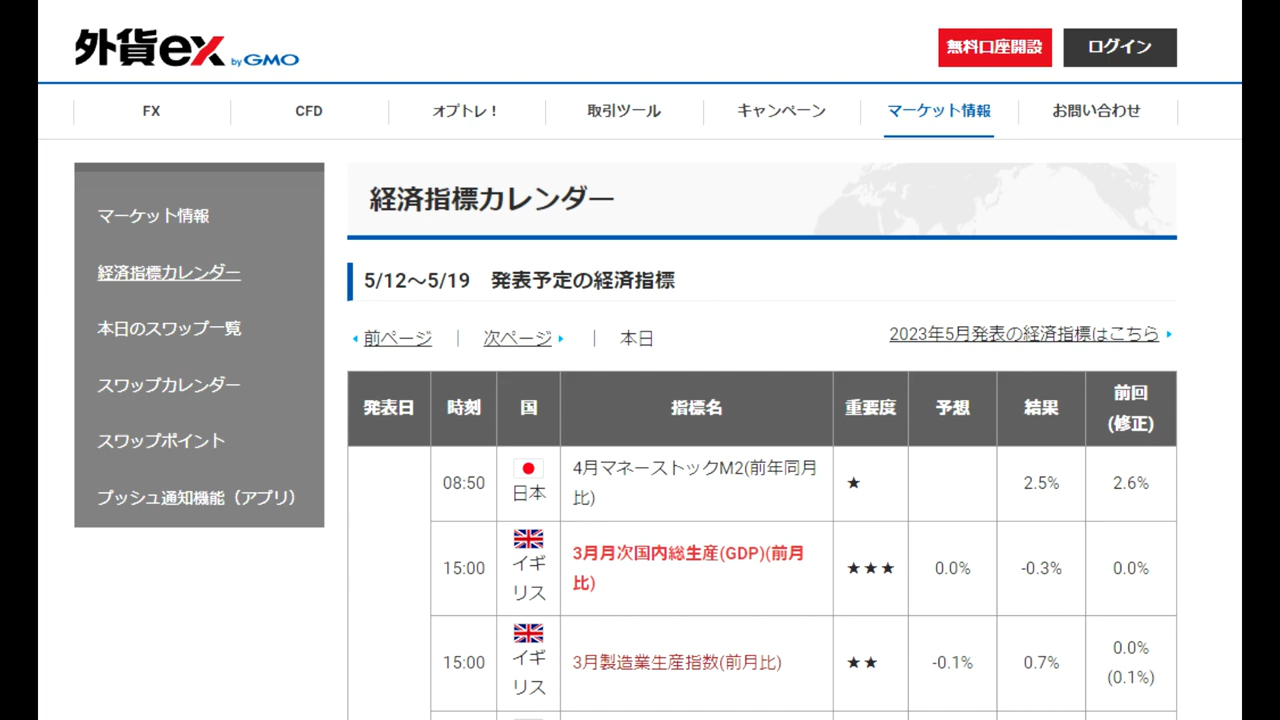 外貨ex by GMO
無料口座開設 ログイン
FX CFD オプトレ！ 取引ツール キャンペーン マーケット情報 お問い合わせ
マーケット情報
経済指標カレンダー
本日のスワップ一覧
スワップカレンダー
スワップポイント
プッシュ通知機能（アプリ）
経済指標カレンダー
5/12〜5/19 発表予定の経済指標
前ページ ｜ 次ページ ｜ 本日
2023年5月発表の経済指標はこちら
発表日 時刻 国 指標名 重要度 予想 結果 前回
(修正)
08:50 日本 4月マネーストックM2(前年同月
比) ★ 2.5% 2.6%
15:00 イギ
リス 3月月次国内総生産(GDP)(前月
比) ★★★ 0.0% -0.3% 0.0%
15:00 イギ
リス 3月製造業生産指数(前月比) ★★ -0.1% 0.7% 0.0%
(0.1%)